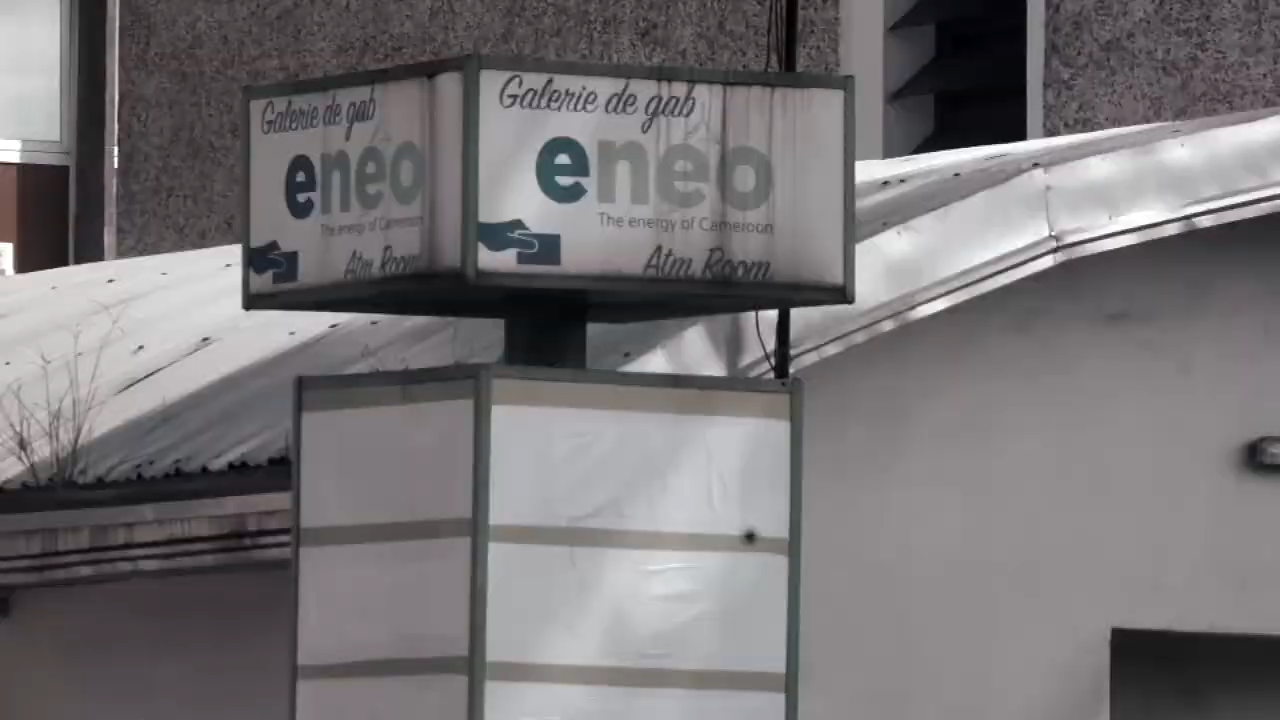 Galerie de gab
eneo
The energy of Cameroon
Atm Room
Galerie de gab
eneo
The energy of Cameroon
Atm Room